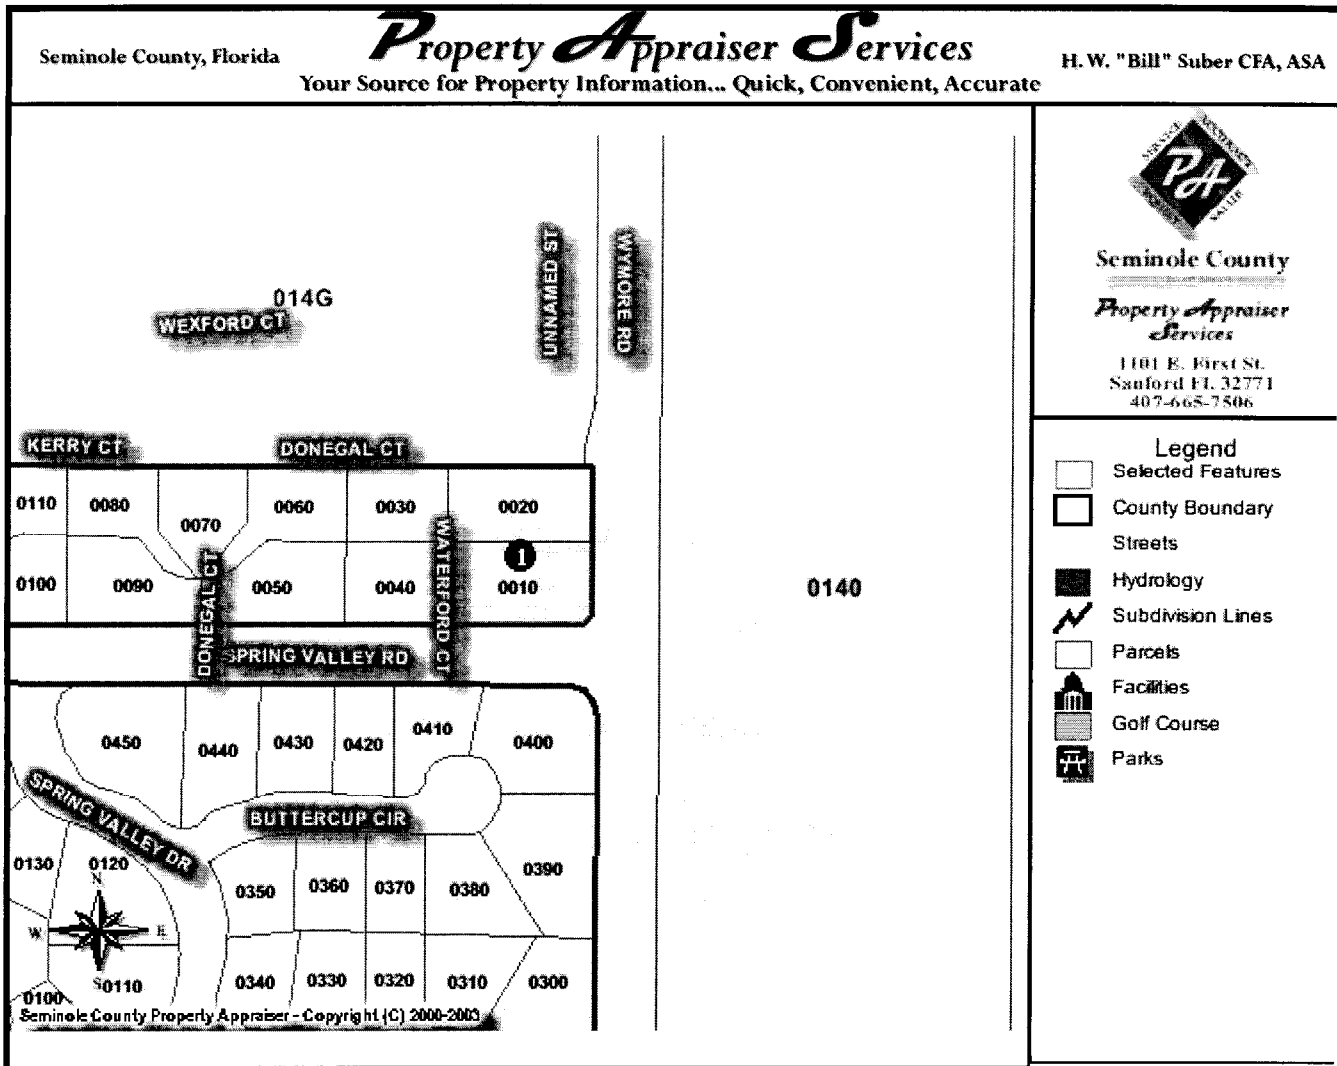 Seminole County, Florida
Property Appraiser Services
H. W. "Bill" Suber CFA, ASA
Your Source for Property Information... Quick, Convenient, Accurate
SERVICE
ACCURACY
PA
VALUE
Seminole County
Property Appraiser
Services
1101 E. First St.
Sanford Fl. 32771
407-665-7506
014G
WEXFORD CT
UNNAMED ST
WYMORE RD
KERRY CT
DONEGAL CT
0110
0080
0070
0060
0030
0020
WATERFORD CT
1
0100
0090
DONEGAL CT
0050
0040
0010
0140
SPRING VALLEY RD
0450
0440
0430
0420
0410
0400
SPRING VALLEY DR
BUTTERCUP CIR
0130
0120
0350
0360
0370
0380
0390
N
W
E
S
0110
0100
0340
0330
0320
0310
0300
Seminole County Property Appraiser - Copyright (C) 2000-2003
Legend
Selected Features
County Boundary
Streets
Hydrology
Subdivision Lines
Parcels
Facilities
Golf Course
Parks